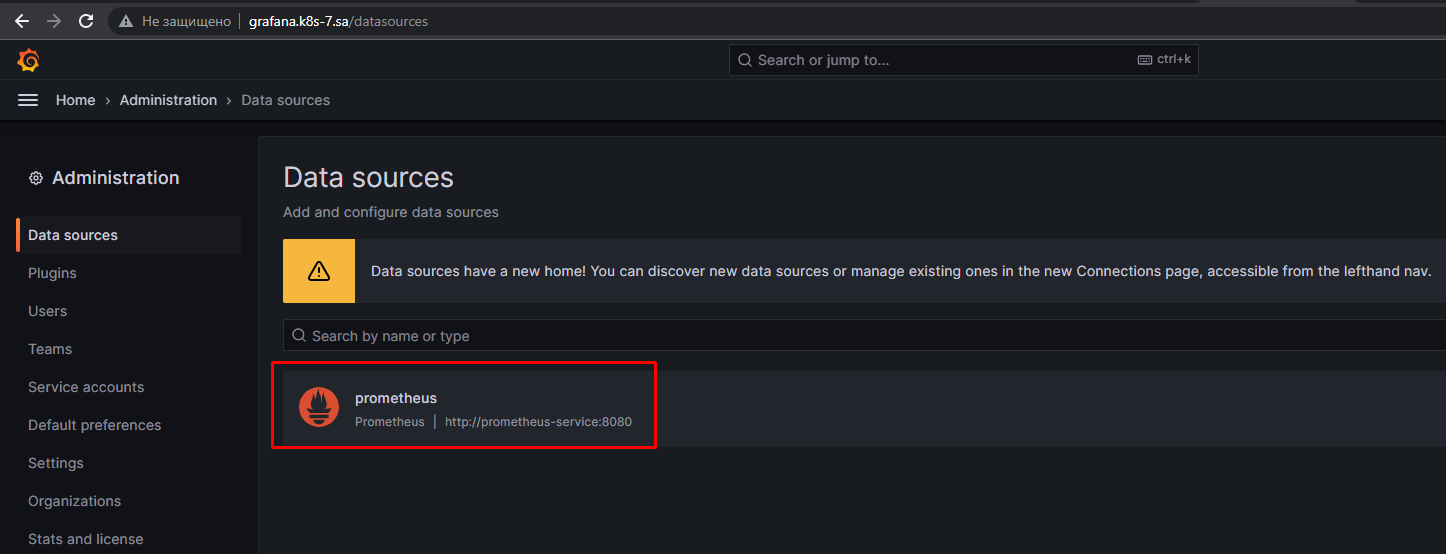 Не защищено | grafana.k8s-7.sa/datasources
Search or jump to... ctrl+k
Home › Administration › Data sources
Administration
Data sources
Plugins
Users
Teams
Service accounts
Default preferences
Settings
Organizations
Stats and license
Data sources
Add and configure data sources
Data sources have a new home! You can discover new data sources or manage existing ones in the new Connections page, accessible from the lefthand nav.
Search by name or type
prometheus
Prometheus | http://prometheus-service:8080